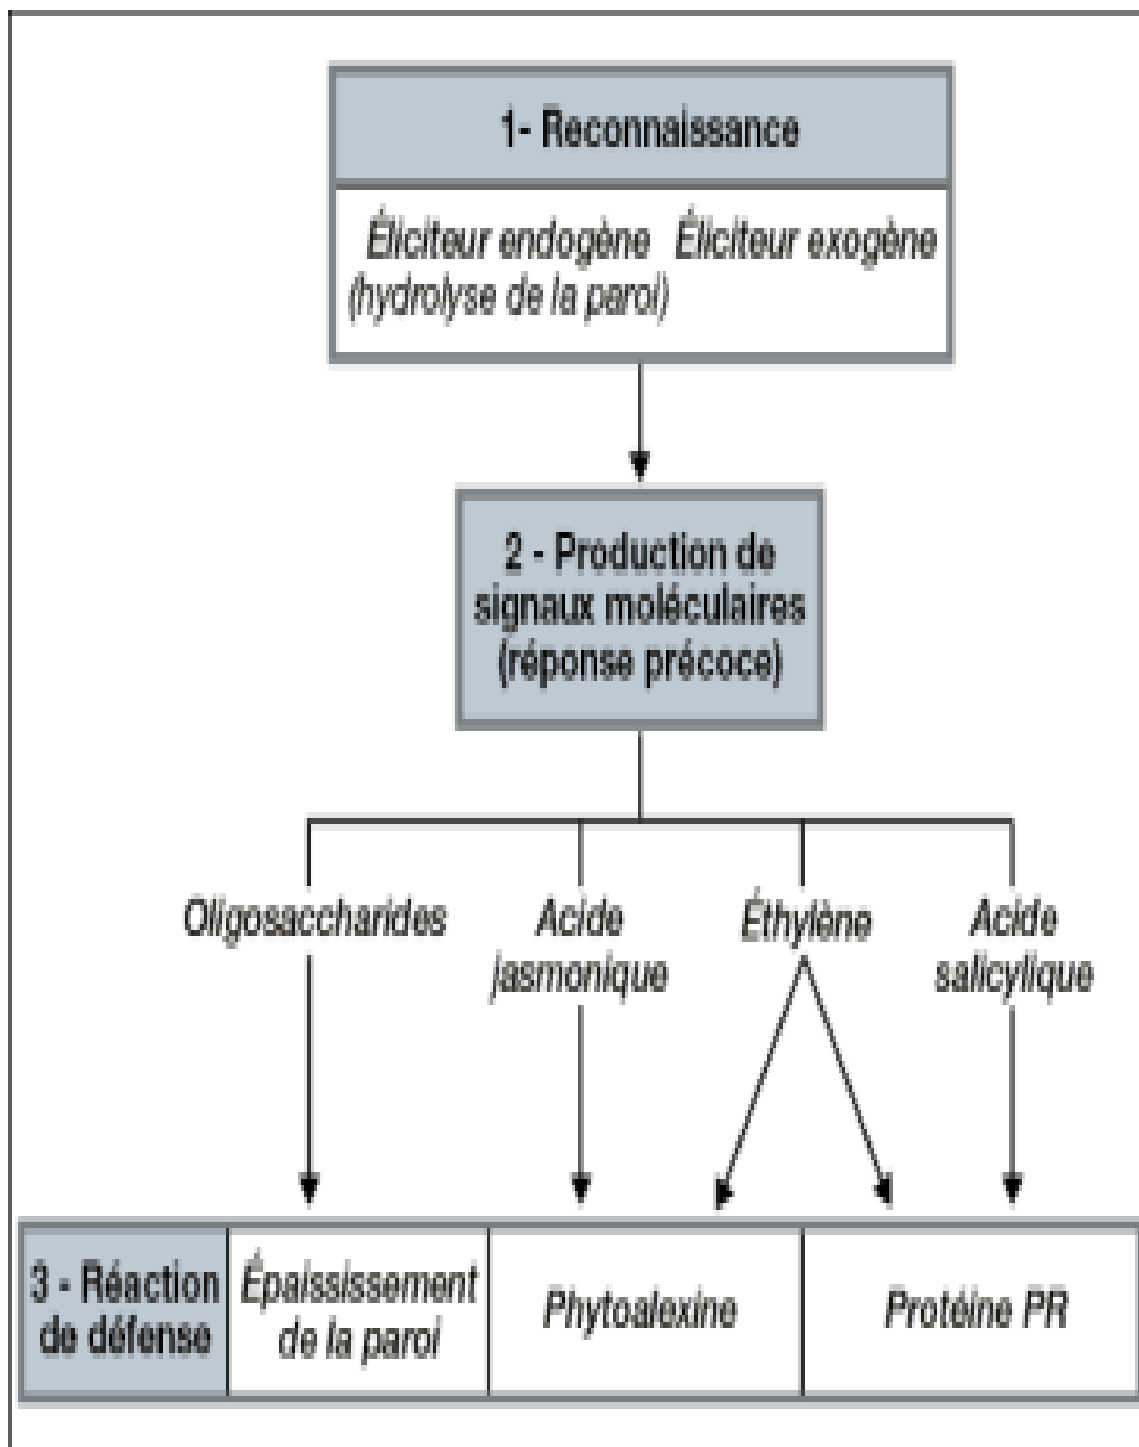 1- Reconnaissance
Éliciteur endogène Éliciteur exogène
(hydrolyse de la paroi)
2 - Production de
signaux moléculaires
(réponse précoce)
Oligosaccharides
Acide
jasmonique
Éthylène
Acide
salicylique
3 - Réaction
de défense
Épaississement
de la paroi
Phytoalexine
Protéine PR